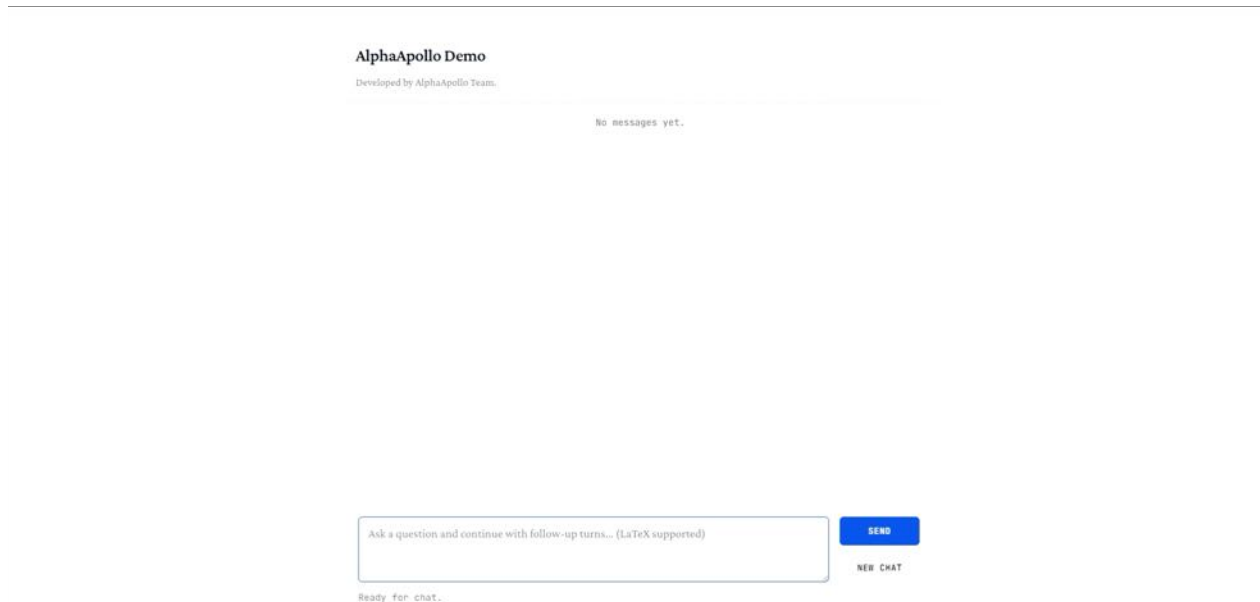 AlphaApollo Demo
Developed by AlphaApollo Team.
No messages yet.
Ask a question and continue with follow-up turns... (LaTeX supported)
SEND
NEW CHAT
Ready for chat.